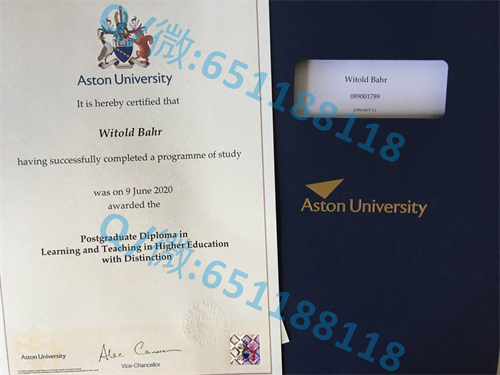 Aston University
It is hereby certified that
Witold Bahr
having successfully completed a programme of study
was on 9 June 2020
awarded the
Postgraduate Diploma in
Learning and Teaching in Higher Education
with Distinction
Aston University
Vice-Chancellor
Witold Bahr
089001789
Aston University
Q/微:651188118
Q/微:651188118